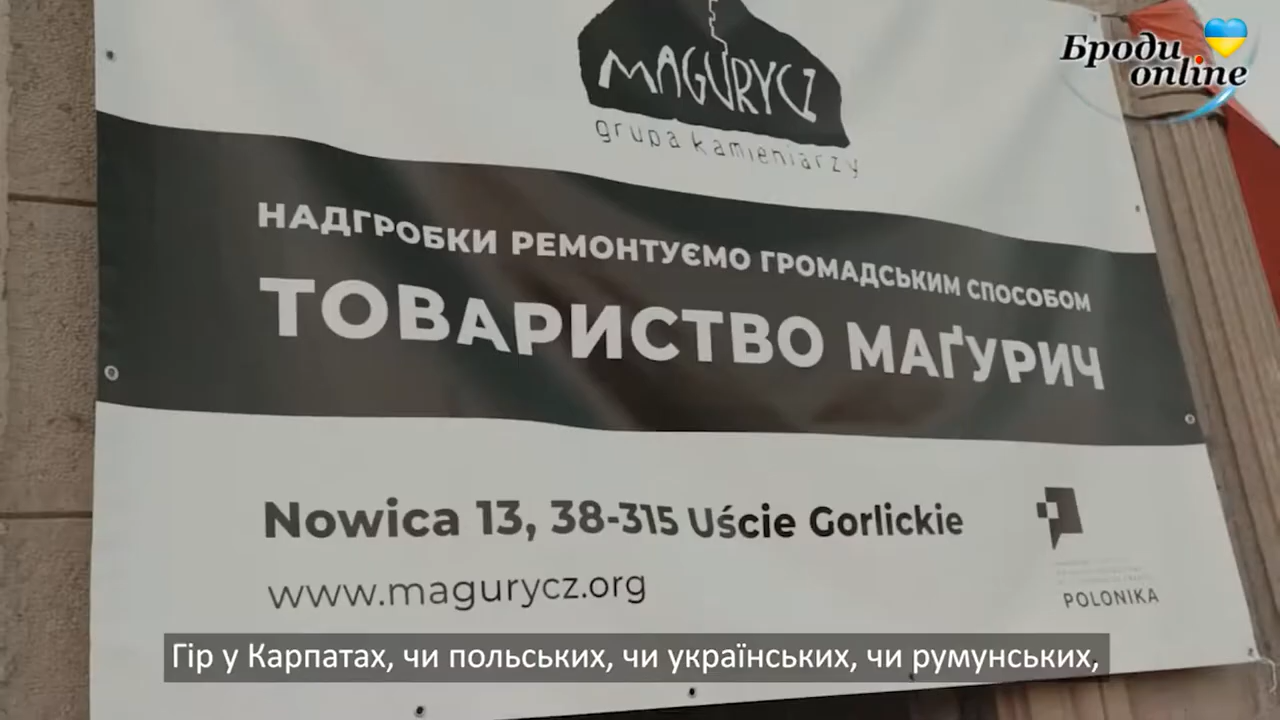 Броди
online
MAGURYCZ
grupa kamieniarzy
НАДГРОБКИ РЕМОНТУЄМО ГРОМАДСЬКИМ СПОСОБОМ
ТОВАРИСТВО МАҐУРИЧ
Nowica 13, 38-315 Uście Gorlickie
www.magurycz.org
POLONIKA
Гір у Карпатах, чи польських, чи українських, чи румунських,